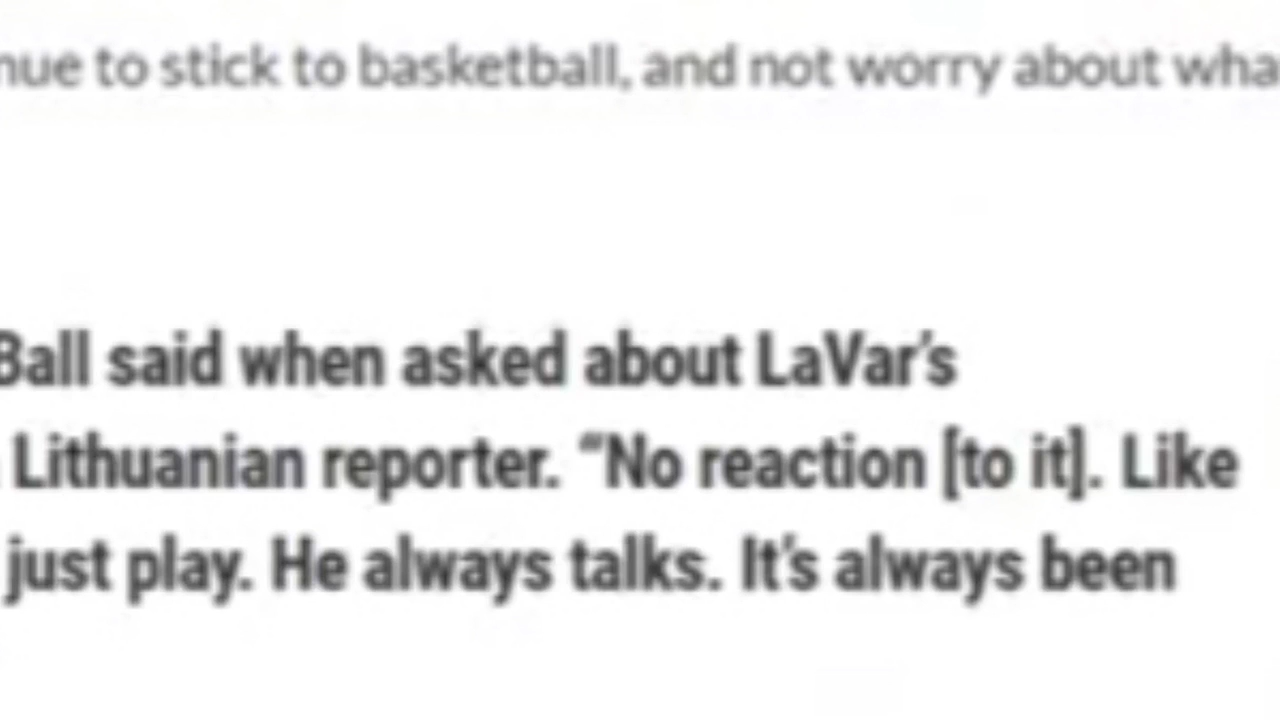 nue to stick to basketball, and not worry about wha
Ball said when asked about LaVar’s
Lithuanian reporter. “No reaction [to it]. Like
just play. He always talks. It’s always been